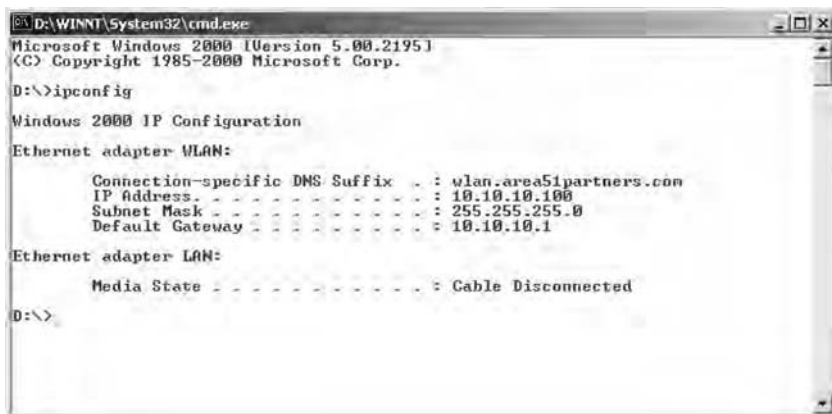 D:\WINNT\System32\cmd.exe
Microsoft Windows 2000 [Version 5.00.2195]
(C) Copyright 1985-2000 Microsoft Corp.
D:\>ipconfig
Windows 2000 IP Configuration
Ethernet adapter WLAN:
Connection-specific DNS Suffix . : wlan.area51partners.com
IP Address. . . . . . . . . . . . : 10.10.10.100
Subnet Mask . . . . . . . . . . . : 255.255.255.0
Default Gateway . . . . . . . . . : 10.10.10.1
Ethernet adapter LAN:
Media State . . . . . . . . . . . : Cable Disconnected
D:\>